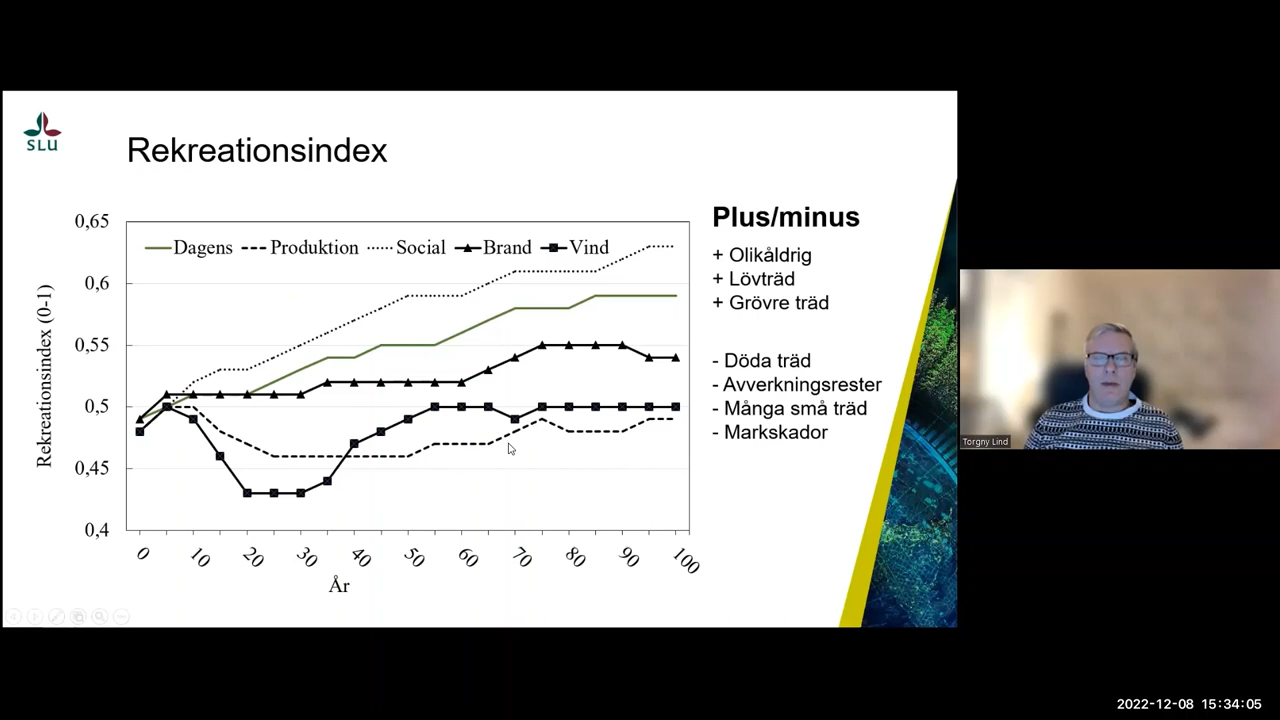 SLU
Rekreationsindex
Rekreationsindex (0-1)
0,65
0,6
0,55
0,5
0,45
0,4
Dagens Produktion Social Brand Vind
0 10 20 30 40 50 60 70 80 90 100
År
Plus/minus
+ Olikåldrig
+ Lövträd
+ Grövre träd
- Döda träd
- Avverkningsrester
- Många små träd
- Markskador
Torgny Lind
2022-12-08 15:34:05